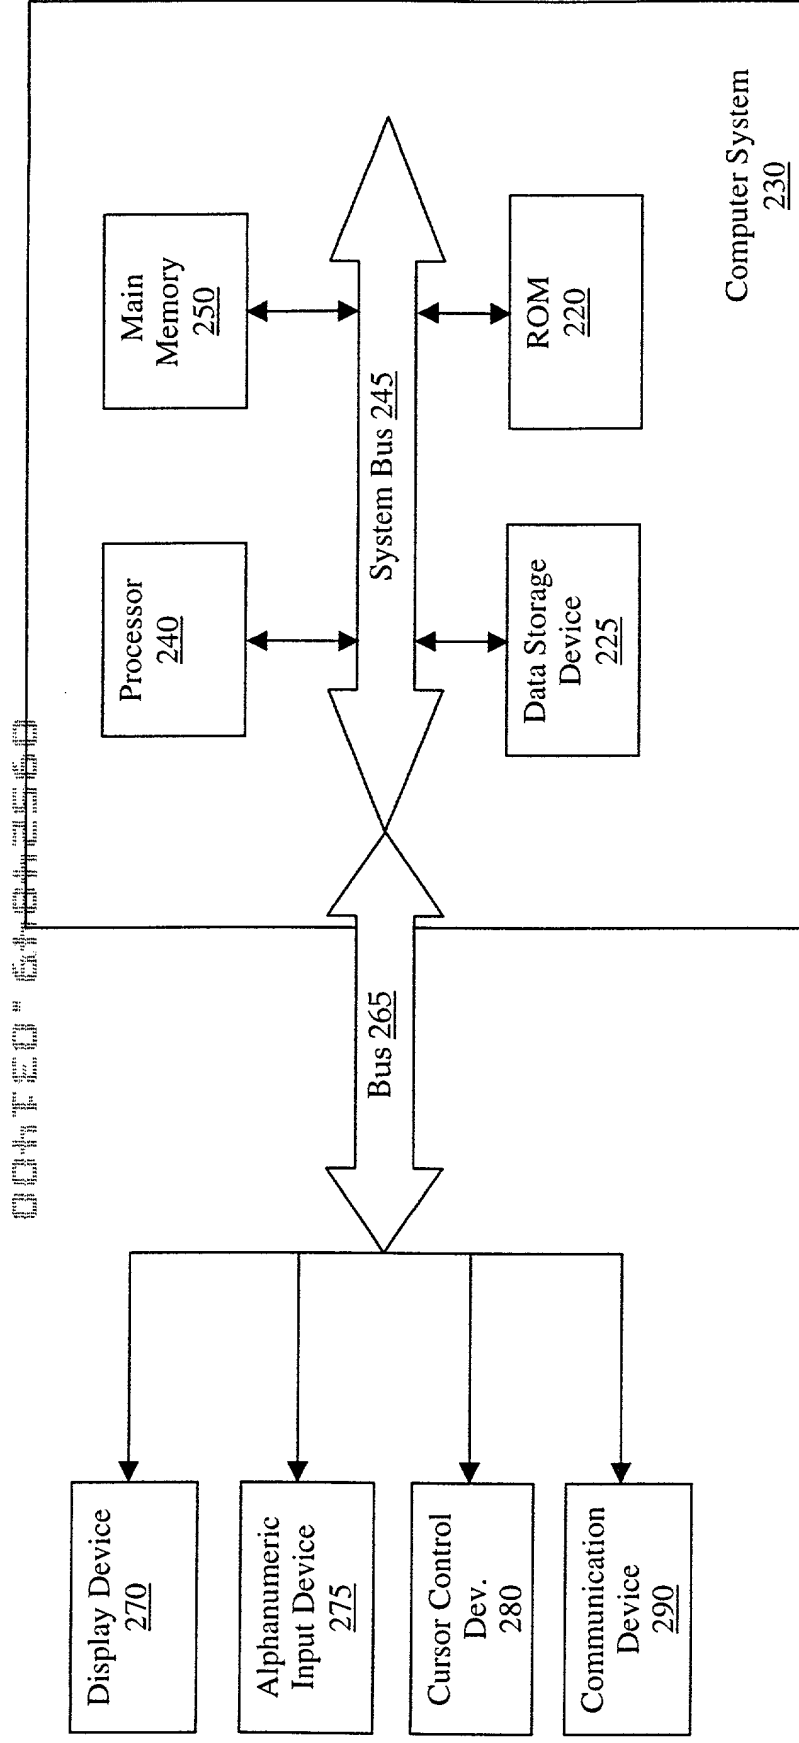 Display Device
270
Alphanumeric
Input Device
275
Cursor Control
Dev. 280
Communication
Device
290
Bus 265
Processor
240
Main
Memory
250
System Bus 245
Data Storage
Device
225
ROM
220
Computer System
230